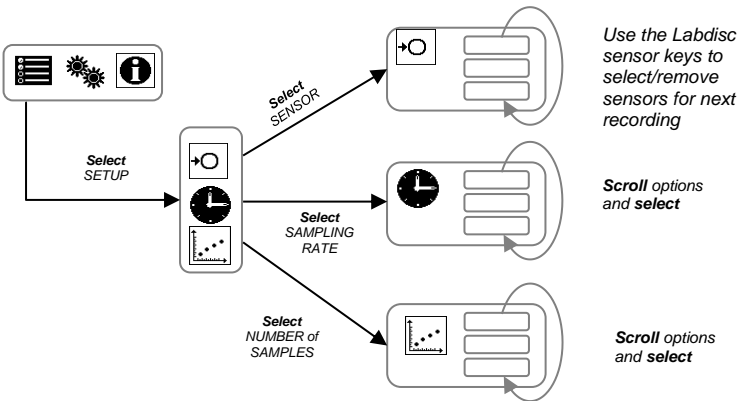 Select
SETUP
Select
SENSOR
Use the Labdisc
sensor keys to
select/remove
sensors for next
recording
Select
SAMPLING
RATE
Scroll options
and select
Select
NUMBER of
SAMPLES
Scroll options
and select